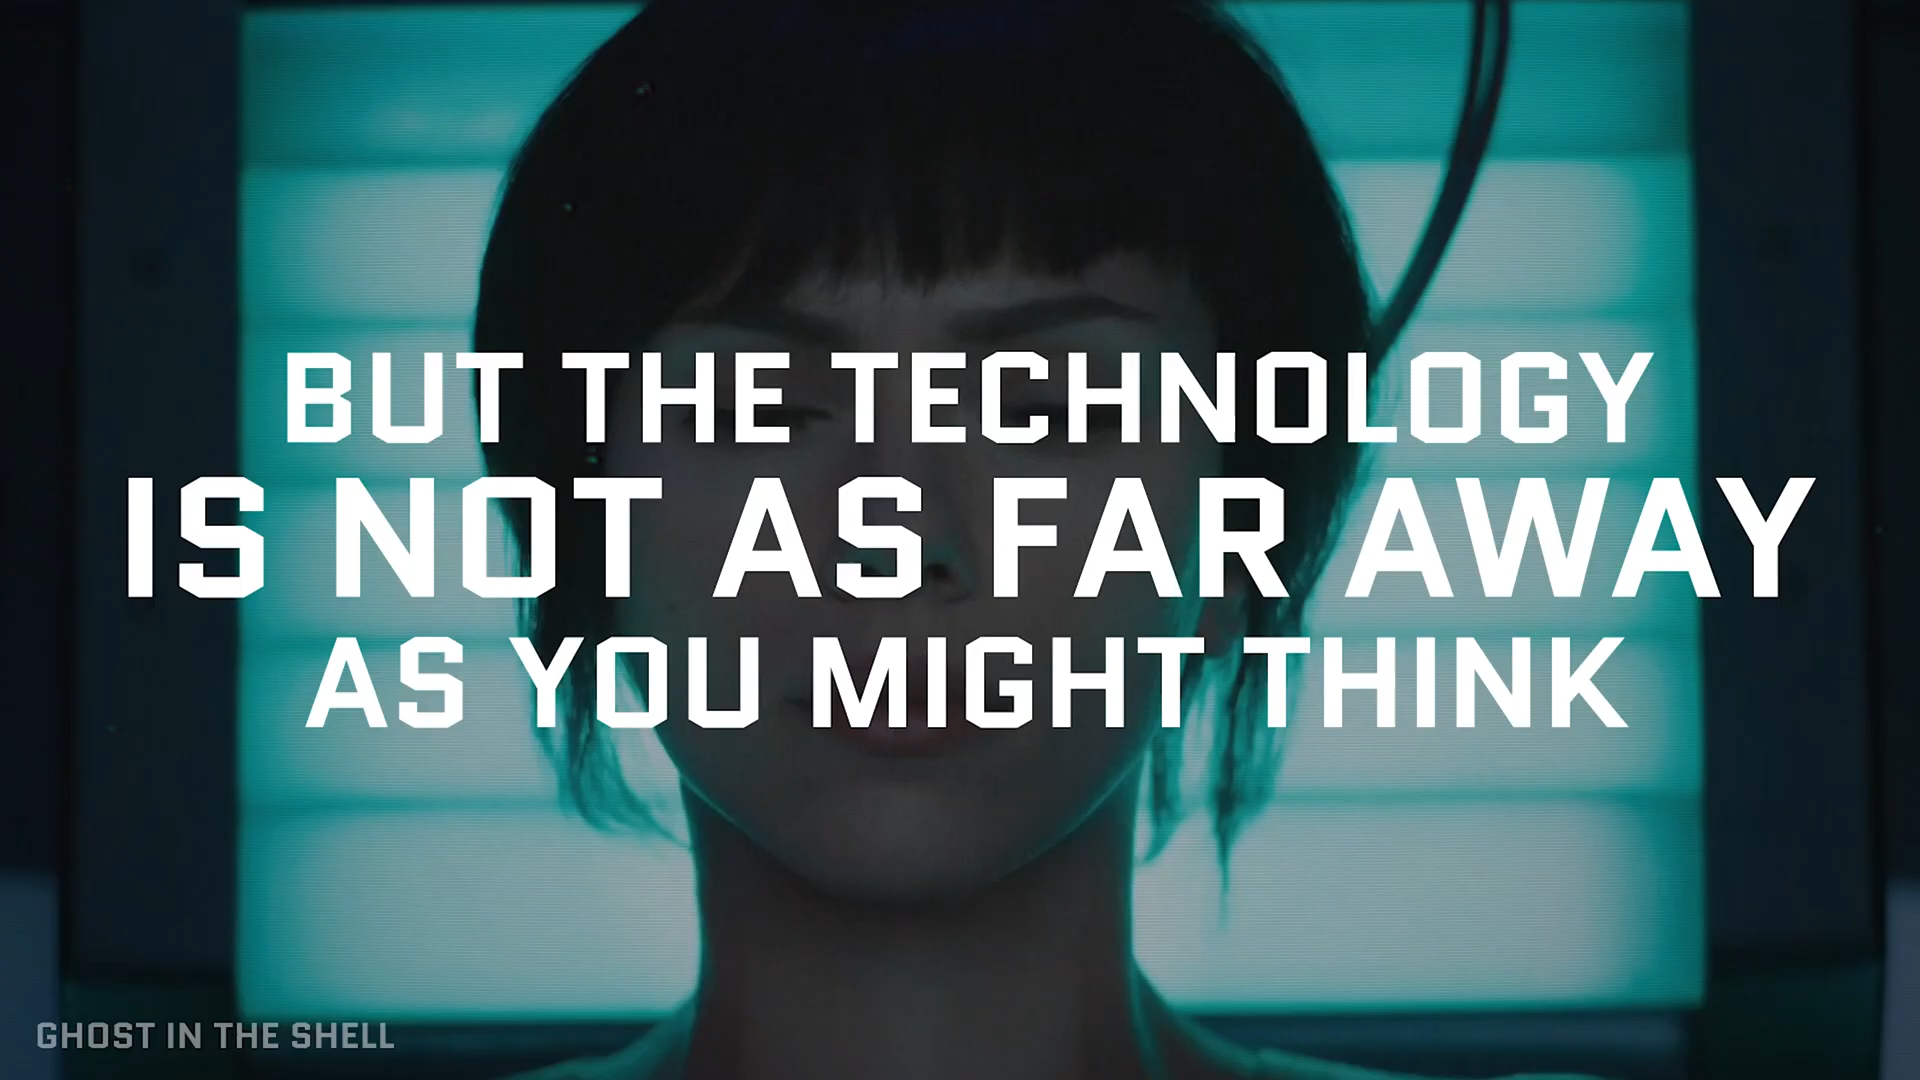 BUT THE TECHNOLOGY
IS NOT AS FAR AWAY
AS YOU MIGHT THINK
GHOST IN THE SHELL